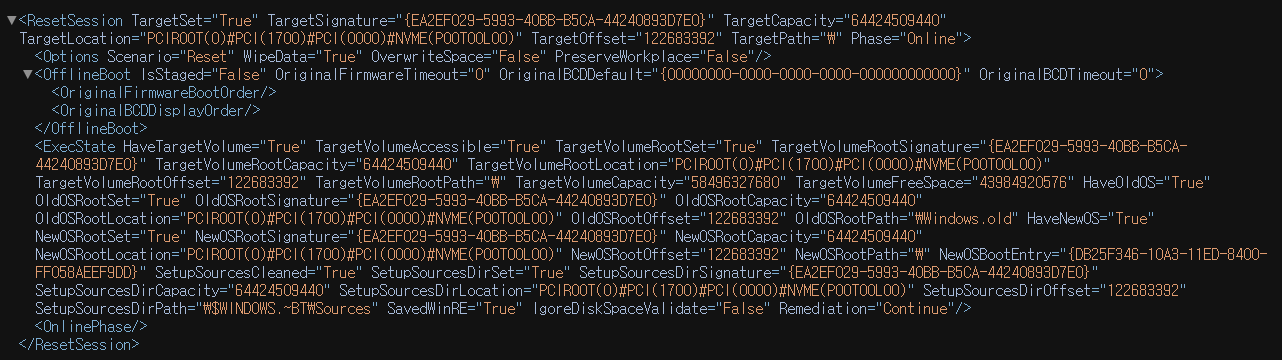 ▼<ResetSession TargetSet="True" TargetSignature="{EA2EF029-5993-40BB-B5CA-44240893D7E0}" TargetCapacity="64424509440"
TargetLocation="PCIROOT(0)#PCI(1700)#PCI(0000)#NVME(P00T00L00)" TargetOffset="122683392" TargetPath="₩" Phase="Online">
<Options Scenario="Reset" WipeData="True" OverwriteSpace="False" PreserveWorkplace="False"/>
▼<OfflineBoot IsStaged="False" OriginalFirmwareTimeout="0" OriginalBCDDefault="{00000000-0000-0000-0000-000000000000}" OriginalBCDTimeout="0">
<OriginalFirmwareBootOrder/>
<OriginalBCDDisplayOrder/>
</OfflineBoot>
<ExecState HaveTargetVolume="True" TargetVolumeAccessible="True" TargetVolumeRootSet="True" TargetVolumeRootSignature="{EA2EF029-5993-40BB-B5CA-
44240893D7E0}" TargetVolumeRootCapacity="64424509440" TargetVolumeRootLocation="PCIROOT(0)#PCI(1700)#PCI(0000)#NVME(P00T00L00)"
TargetVolumeRootOffset="122683392" TargetVolumeRootPath="₩" TargetVolumeCapacity="58496327680" TargetVolumeFreeSpace="43984920576" HaveOldOS="True"
OldOSRootSet="True" OldOSRootSignature="{EA2EF029-5993-40BB-B5CA-44240893D7E0}" OldOSRootCapacity="64424509440"
OldOSRootLocation="PCIROOT(0)#PCI(1700)#PCI(0000)#NVME(P00T00L00)" OldOSRootOffset="122683392" OldOSRootPath="₩Windows.old" HaveNewOS="True"
NewOSRootSet="True" NewOSRootSignature="{EA2EF029-5993-40BB-B5CA-44240893D7E0}" NewOSRootCapacity="64424509440"
NewOSRootLocation="PCIROOT(0)#PCI(1700)#PCI(0000)#NVME(P00T00L00)" NewOSRootOffset="122683392" NewOSRootPath="₩" NewOSBootEntry="{DB25F346-10A3-11ED-8400-
FF058AEEF9DD}" SetupSourcesCleaned="True" SetupSourcesDirSet="True" SetupSourcesDirSignature="{EA2EF029-5993-40BB-B5CA-44240893D7E0}"
SetupSourcesDirCapacity="64424509440" SetupSourcesDirLocation="PCIROOT(0)#PCI(1700)#PCI(0000)#NVME(P00T00L00)" SetupSourcesDirOffset="122683392"
SetupSourcesDirPath="₩$WINDOWS.~BT₩Sources" SavedWinRE="True" IgoreDiskSpaceValidate="False" Remediation="Continue"/>
<OnlinePhase/>
</ResetSession>